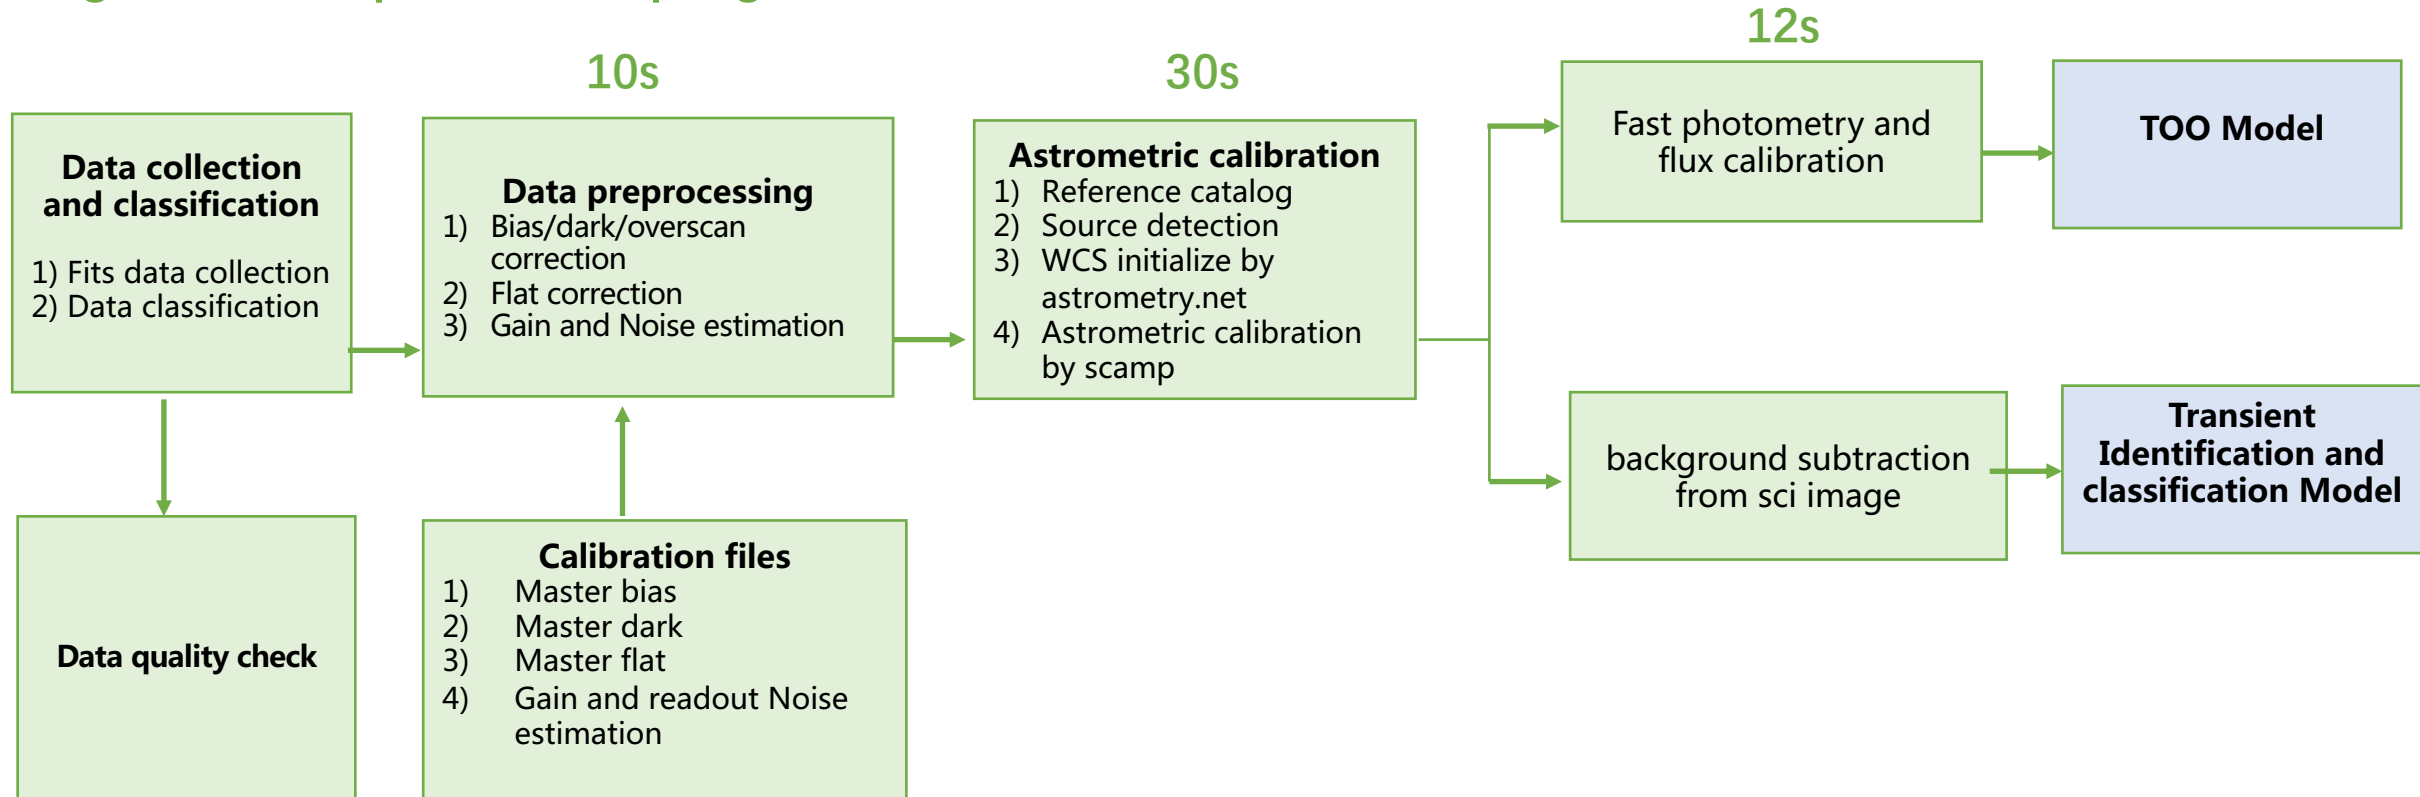 12s
10s
30s
Data collection
and classification
1) Fits data collection
2) Data classification
Data preprocessing
1) Bias/dark/overscan
correction
2) Flat correction
3) Gain and Noise estimation
Astrometric calibration
1) Reference catalog
2) Source detection
3) WCS initialize by
astrometry.net
4) Astrometric calibration
by scamp
Fast photometry and
flux calibration
TOO Model
background subtraction
from sci image
Transient
Identification and
classification Model
Data quality check
Calibration files
1) Master bias
2) Master dark
3) Master flat
4) Gain and readout Noise
estimation